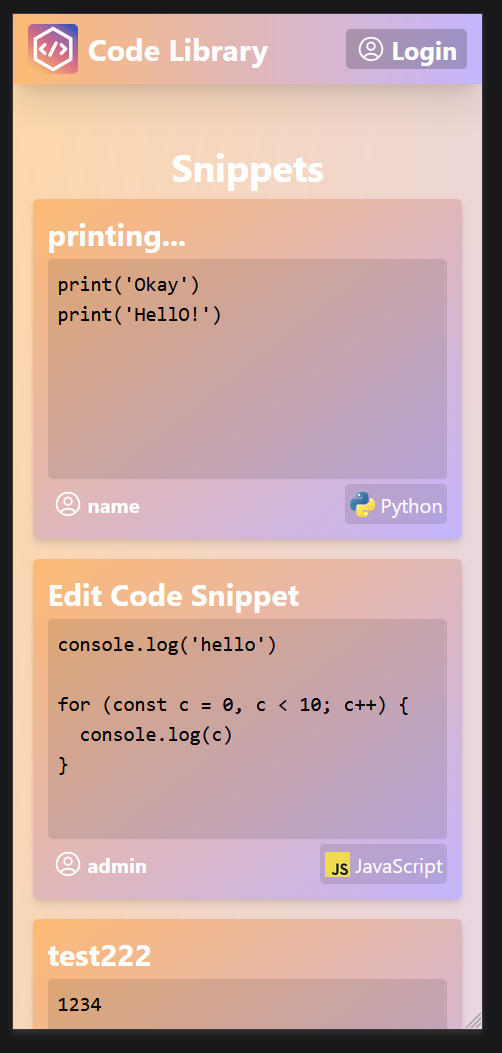 </> Code Library
Login
Snippets
printing...
print('Okay')
print('HellO!')
name
Python
Edit Code Snippet
console.log('hello')
for (const c = 0, c < 10; c++) {
  console.log(c)
}
admin
JS JavaScript
test222
1234